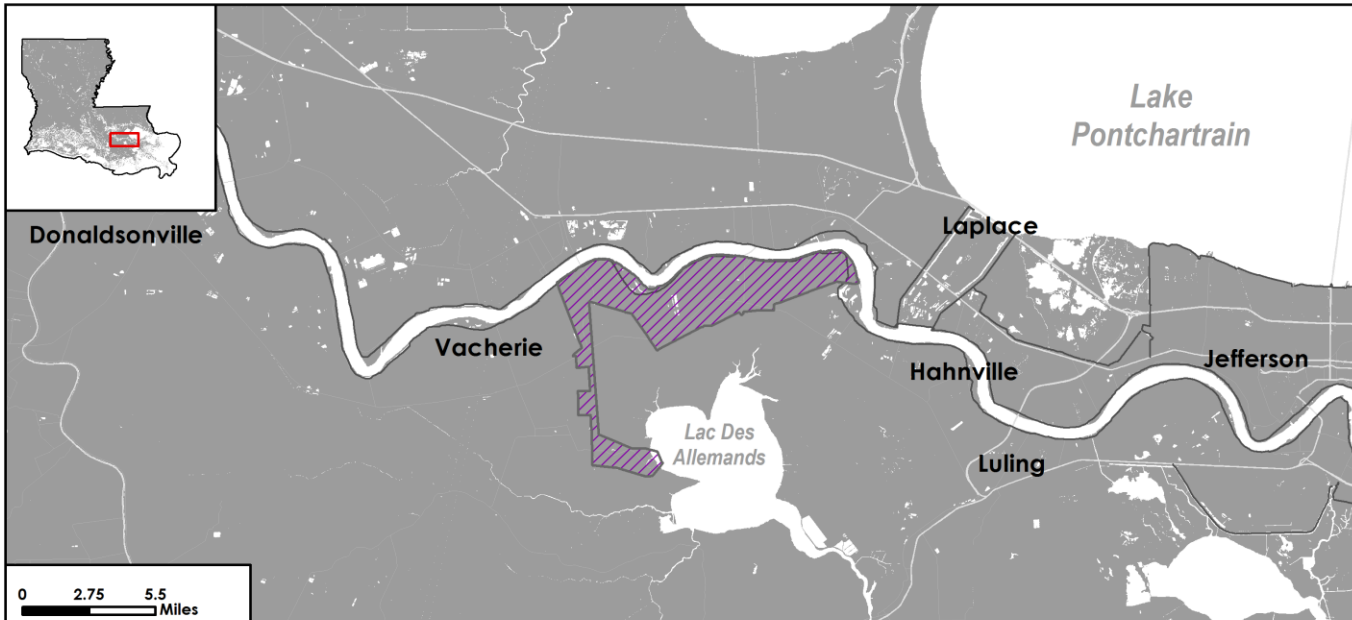 Lake
Pontchartrain
Donaldsonville
Laplace
Vacherie
Hahnville
Jefferson
Lac Des
Allemands
Luling
0 2.75 5.5
Miles